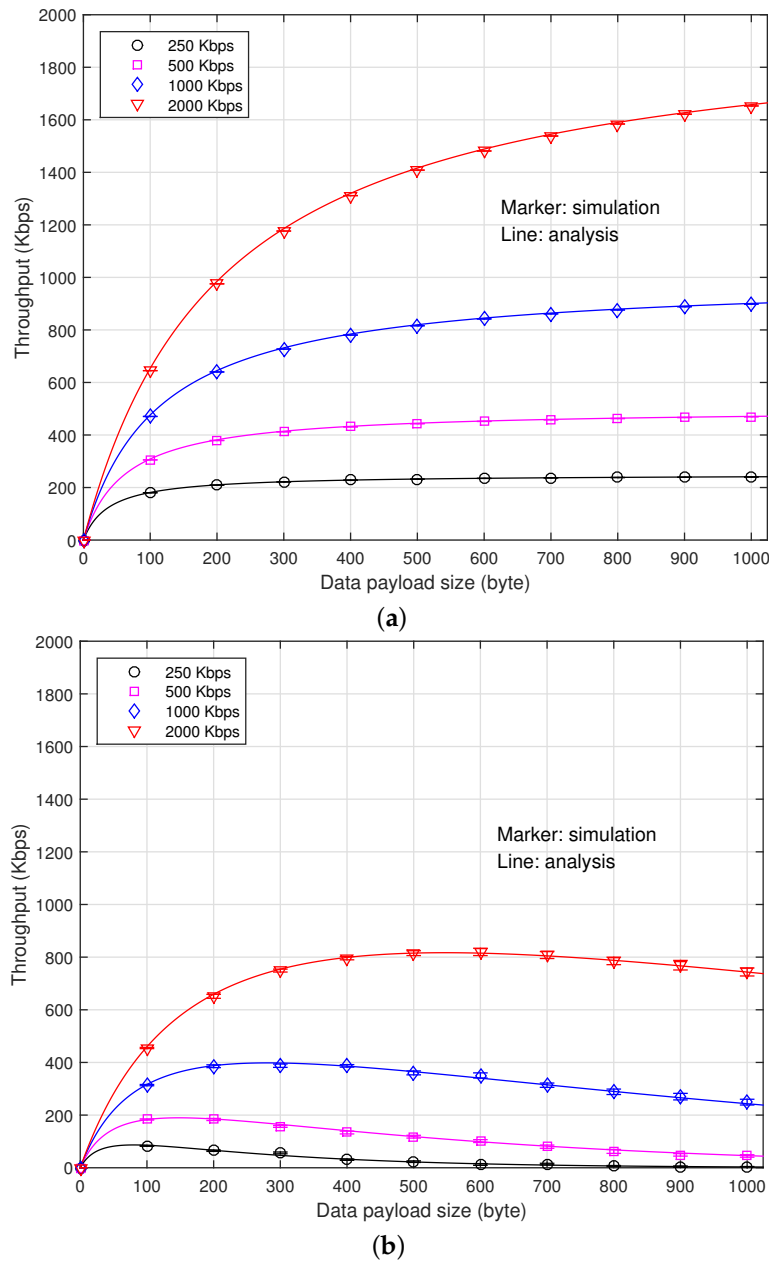 2000
1800
1600
1400
1200
1000
800
600
400
200
0
Throughput (Kbps)
250 Kbps
500 Kbps
1000 Kbps
2000 Kbps
Marker: simulation
Line: analysis
0 100 200 300 400 500 600 700 800 900 1000
Data payload size (byte)
(a)
2000
1800
1600
1400
1200
1000
800
600
400
200
0
Throughput (Kbps)
250 Kbps
500 Kbps
1000 Kbps
2000 Kbps
Marker: simulation
Line: analysis
0 100 200 300 400 500 600 700 800 900 1000
Data payload size (byte)
(b)